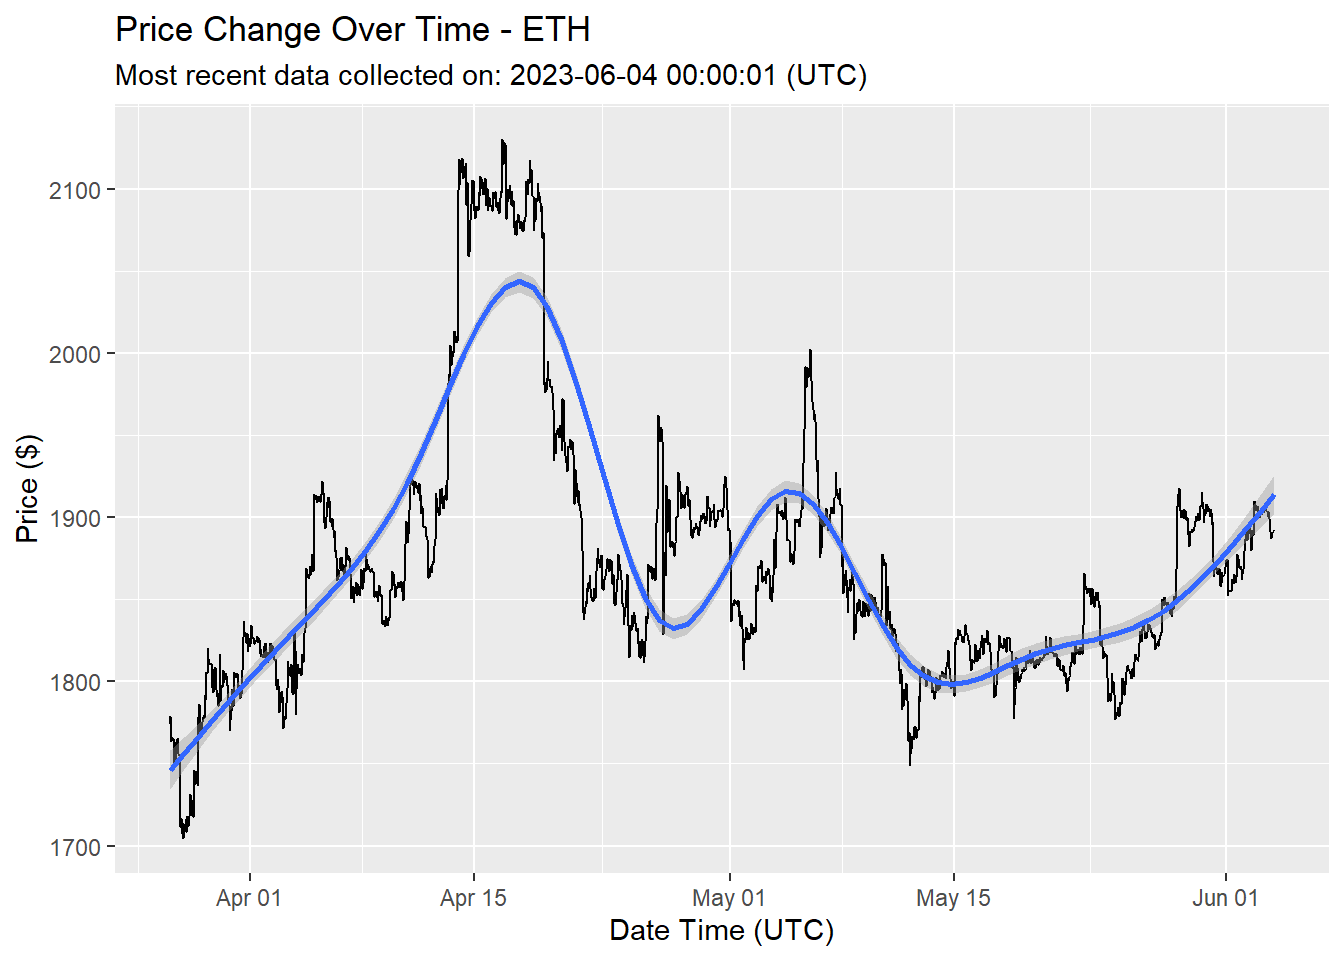 Price Change Over Time - ETH
Most recent data collected on: 2023-06-04 00:00:01 (UTC)
Price ($)
2100
2000
1900
1800
1700
Apr 01
Apr 15
May 01
May 15
Jun 01
Date Time (UTC)